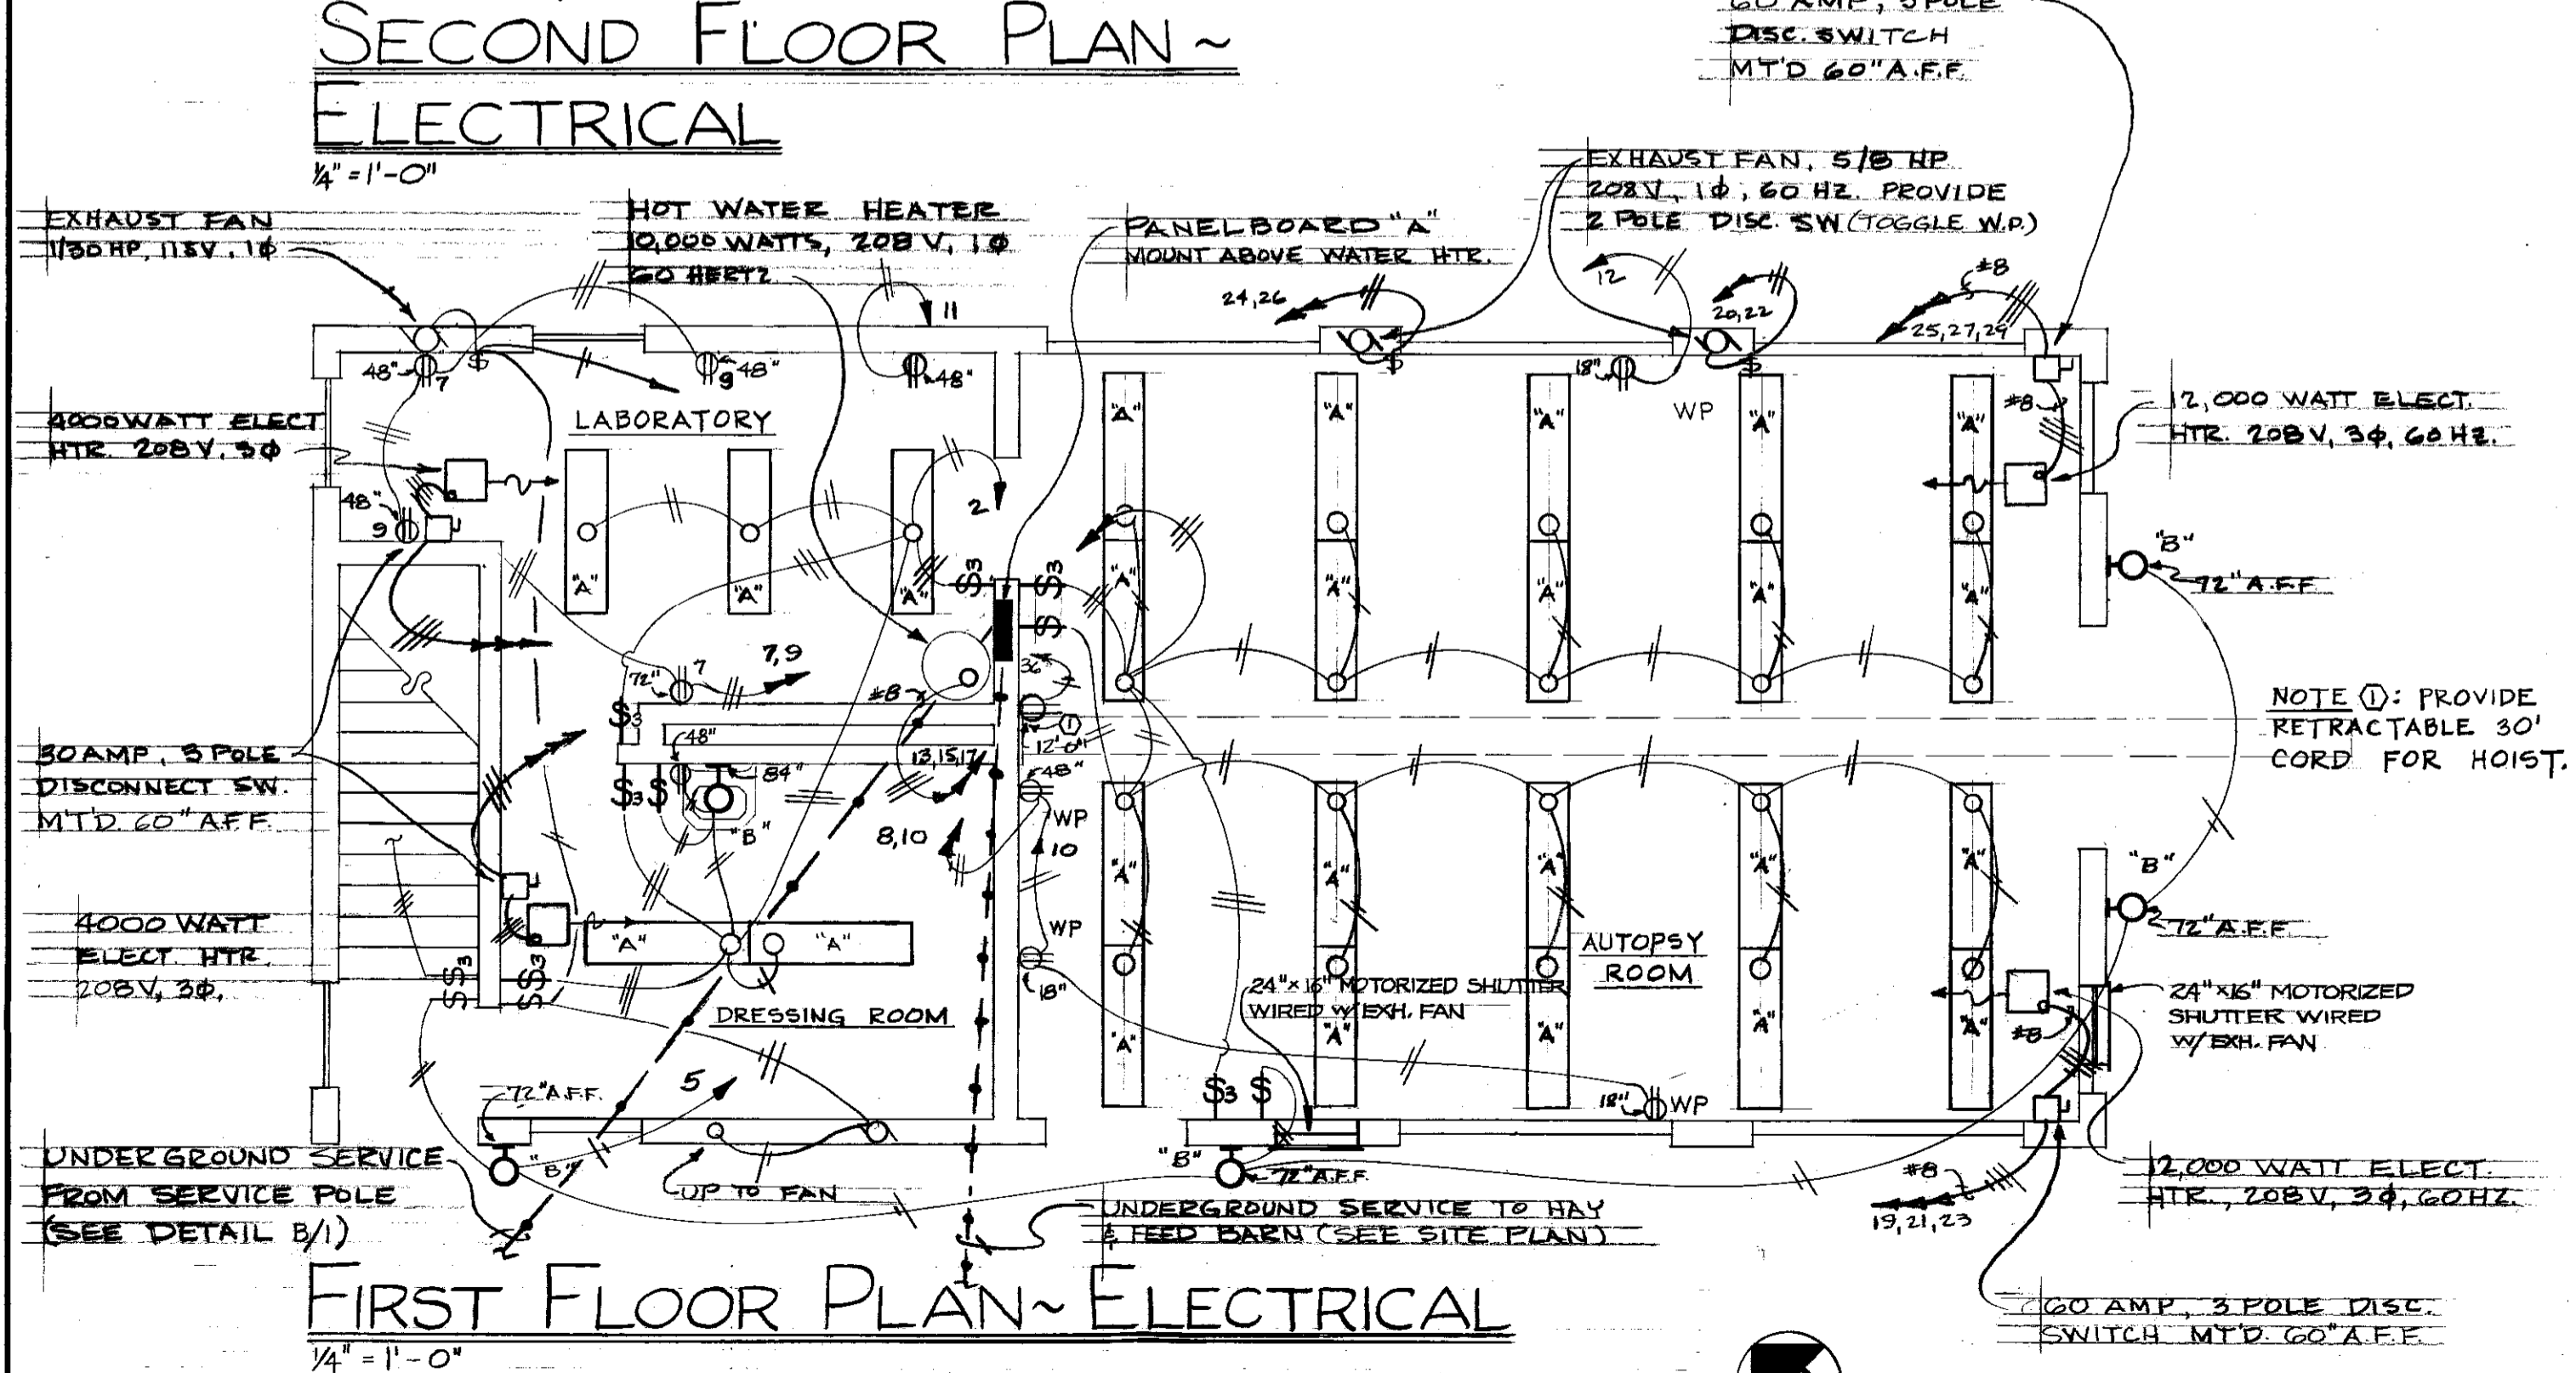 SECOND FLOOR PLAN ~
ELECTRICAL
1/4" = 1'-0"
60 AMP, 3 POLE
DISC. SWITCH
MT'D 60" A.F.F.
EXHAUST FAN
1/30 HP, 115V, 1Φ
HOT WATER HEATER
10,000 WATTS, 208 V, 1Φ
60 HERTZ
PANELBOARD "A"
MOUNT ABOVE WATER HTR.
EXHAUST FAN, 5/8 HP
208V, 1Φ, 60 HZ. PROVIDE
2 POLE DISC. SW (TOGGLE W.P.)
11
24,26
12
20,22
#8
25,27,29
48"
7
9
48"
48"
18"
WP
4000 WATT ELECT
HTR. 208V, 3Φ
LABORATORY
"A"
"A"
"A"
"A"
"A"
#8
12,000 WATT ELECT.
HTR. 208V, 3Φ, 60 HZ.
48"
9
2
"A"
"A"
"A"
$3
$3
$
"A"
"A"
"A"
"A"
"A"
"B"
72" A.F.F.
7
72"
7,9
#8
36"
$3
48"
84"
13,15,17
1
12'-0"
48"
NOTE 1: PROVIDE
RETRACTABLE 30'
CORD FOR HOIST.
30 AMP, 3 POLE
DISCONNECT SW.
MT'D. 60" A.F.F.
$3 $
"B"
8,10
WP
10
"A"
"A"
"A"
"A"
"A"
"B"
72" A.F.F.
4000 WATT
ELECT. HTR.
208V, 3Φ,
"A"
"A"
WP
18"
AUTOPSY
ROOM
$$3
$$3
DRESSING ROOM
24" x 16" MOTORIZED SHUTTER
WIRED W/ EXH. FAN
"A"
"A"
"A"
"A"
"A"
#8
24"x16" MOTORIZED
SHUTTER WIRED
W/ EXH. FAN
5
72" A.F.F.
$3 $
18"
WP
"B"
UP TO FAN
"B"
72" A.F.F.
UNDERGROUND SERVICE
FROM SERVICE POLE
(SEE DETAIL B/1)
UNDERGROUND SERVICE TO HAY
& FEED BARN (SEE SITE PLAN)
#8
19,21,23
12,000 WATT ELECT.
HTR., 208V, 3Φ, 60HZ.
60 AMP, 3 POLE DISC.
SWITCH MT'D. 60" A.F.F.
FIRST FLOOR PLAN ~ ELECTRICAL
1/4" = 1'-0"